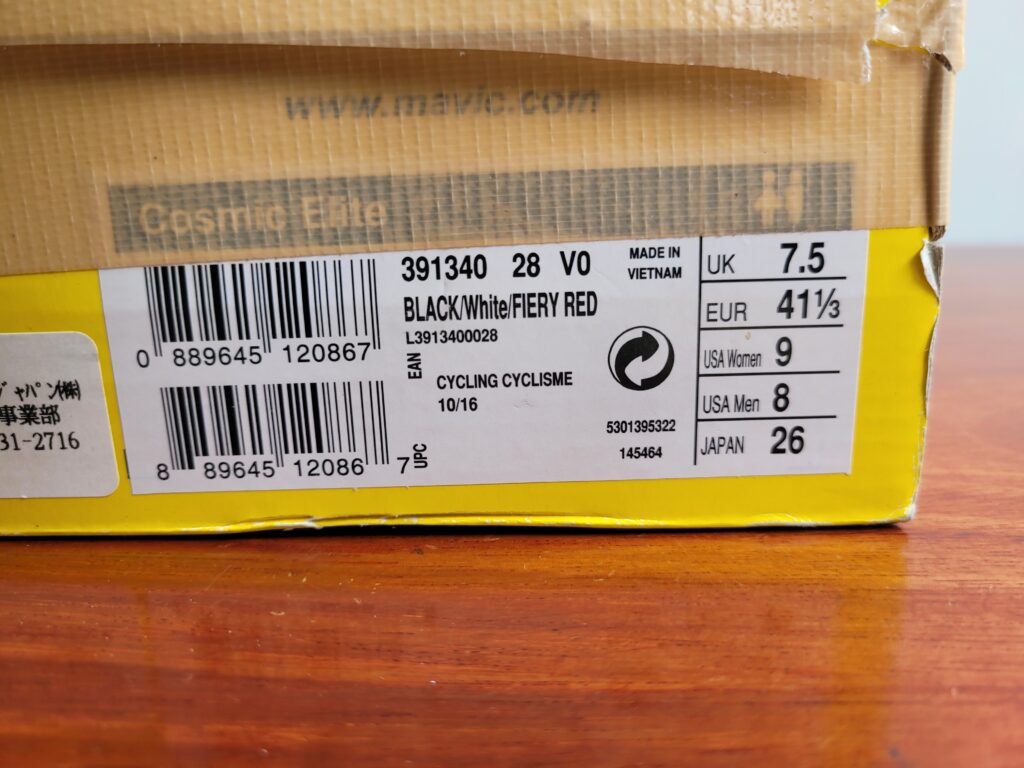 www.mavic.com
Cosmic Elite
391340 28 V0
BLACK/White/FIERY RED
L3913400028
EAN
0 889645 120867
CYCLING CYCLISME
10/16
8 89645 12086 7
UPC
MADE IN
VIETNAM
5301395322
145464
UK 7.5
EUR 41⅓
USA Women 9
USA Men 8
JAPAN 26
ャパン㈱
事業部
31-2716